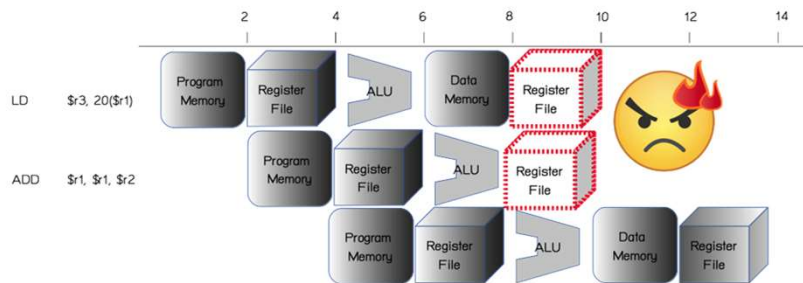 2 4 6 8 10 12 14
LD $r3, 20($r1)
Program
Memory
Register
File
ALU
Data
Memory
Register
File
ADD $r1, $r1, $r2
Program
Memory
Register
File
ALU
Register
File
Program
Memory
Register
File
ALU
Data
Memory
Register
File